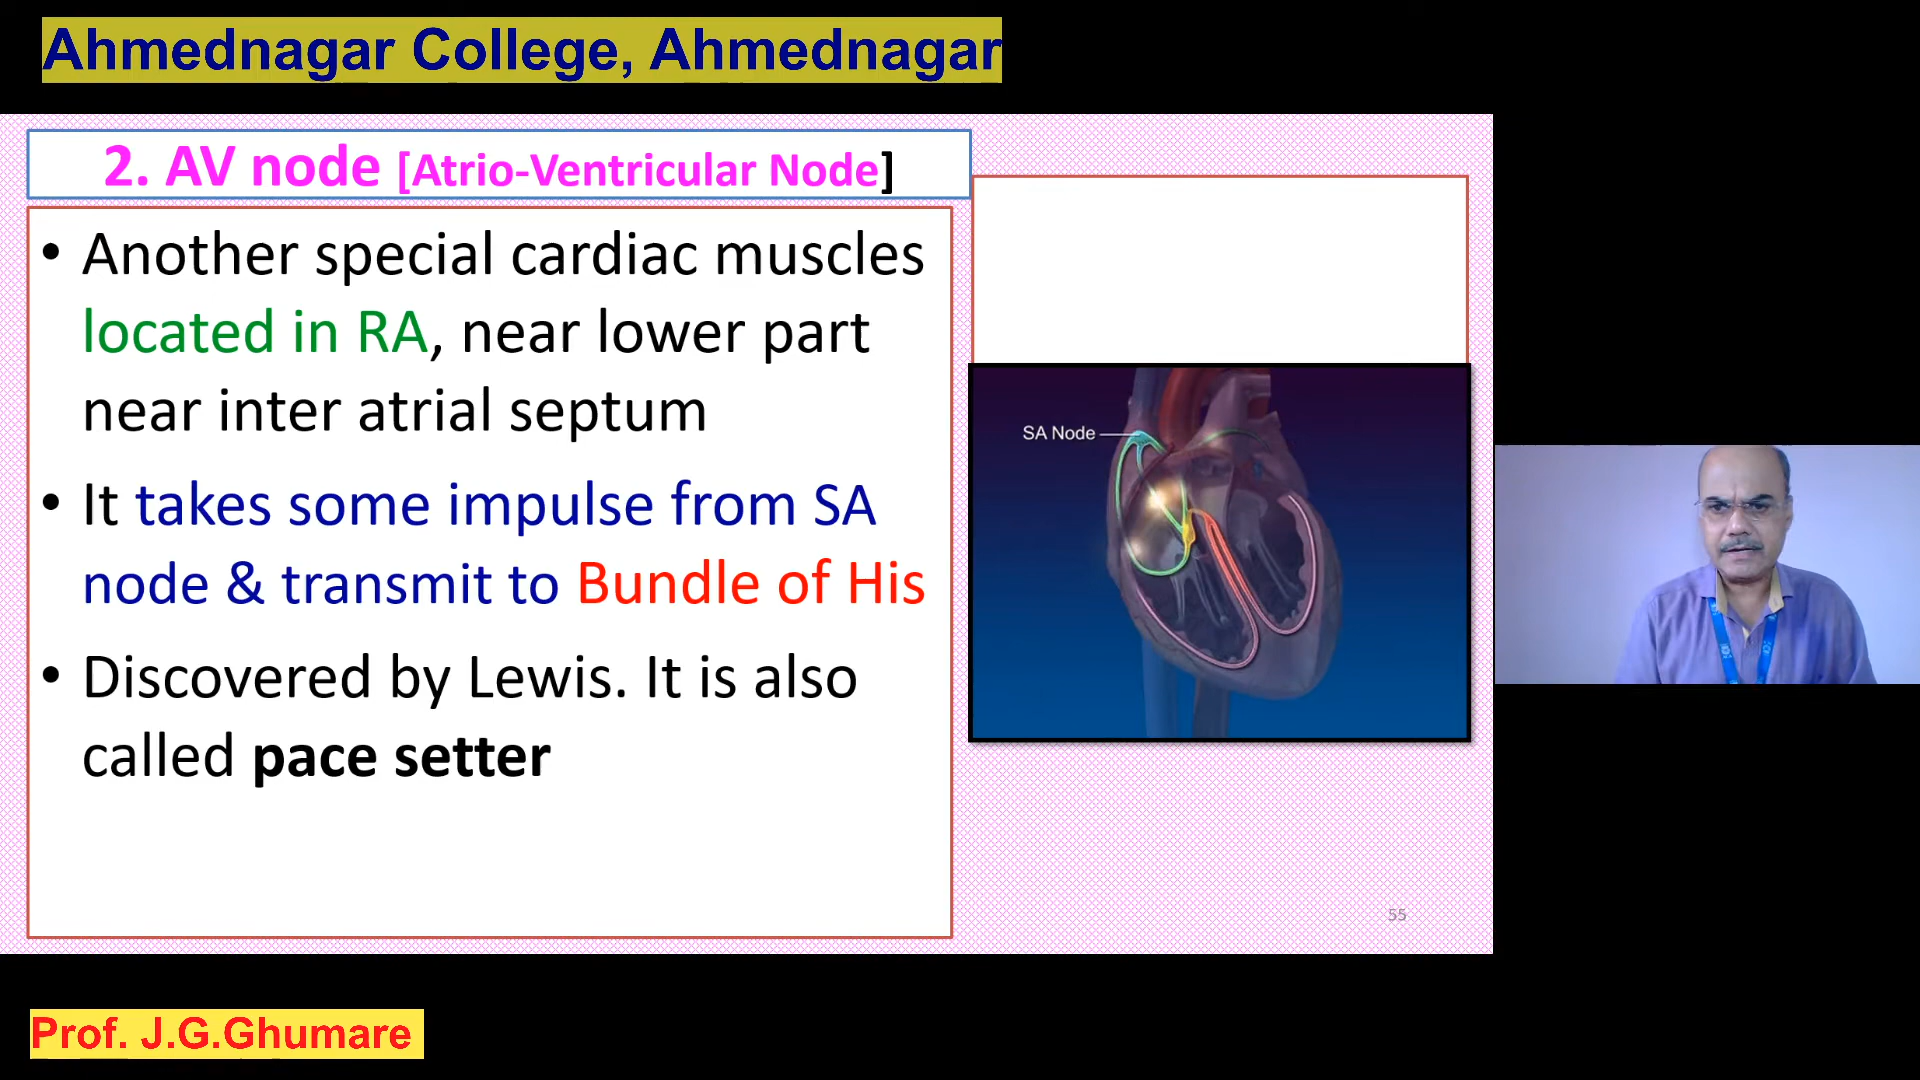 Ahmednagar College, Ahmednagar
2. AV node [Atrio-Ventricular Node]
• Another special cardiac muscles
located in RA, near lower part
near inter atrial septum
• It takes some impulse from SA
node & transmit to Bundle of His
• Discovered by Lewis. It is also
called pace setter
SA Node
55
Prof. J.G.Ghumare